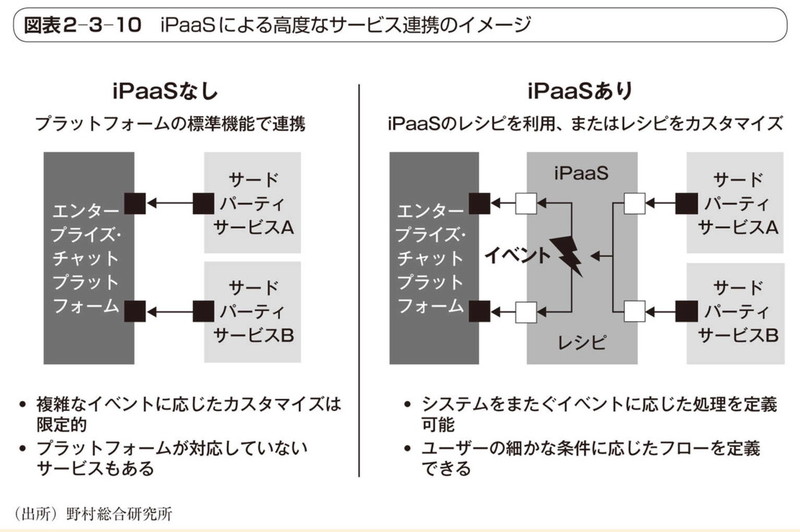 図表2-3-10 iPaaSによる高度なサービス連携のイメージ
iPaaSなし
プラットフォームの標準機能で連携
エンター
プライズ・
チャット
プラット
フォーム
サード
パーティ
サービスA
サード
パーティ
サービスB
• 複雑なイベントに応じたカスタマイズは
限定的
• プラットフォームが対応していない
サービスもある
iPaaSあり
iPaaSのレシピを利用、またはレシピをカスタマイズ
エンター
プライズ・
チャット
プラット
フォーム
iPaaS
イベント
レシピ
サード
パーティ
サービスA
サード
パーティ
サービスB
• システムをまたぐイベントに応じた処理を定義
可能
• ユーザーの細かな条件に応じたフローを定義
できる
（出所）野村総合研究所